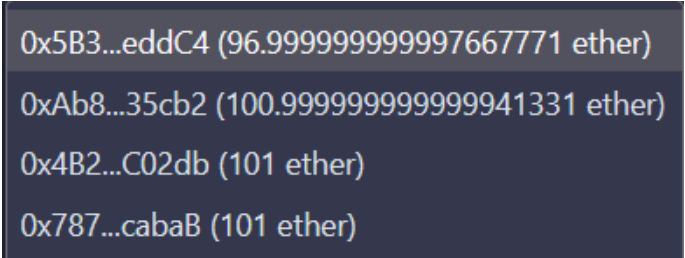 0x5B3...eddC4 (96.999999999997667771 ether)
0xAb8...35cb2 (100.999999999999941331 ether)
0x4B2...C02db (101 ether)
0x787...cabaB (101 ether)